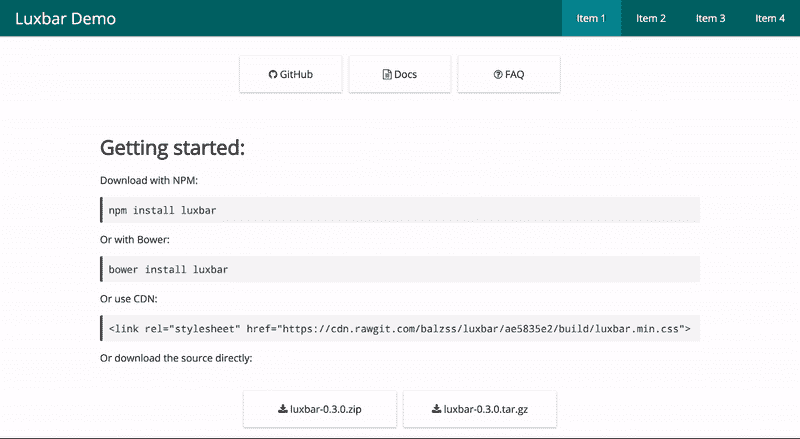 Luxbar Demo
Item 1
Item 2
Item 3
Item 4
GitHub
Docs
FAQ
Getting started:
Download with NPM:
npm install luxbar
Or with Bower:
bower install luxbar
Or use CDN:
<link rel="stylesheet" href="https://cdn.rawgit.com/balzss/luxbar/ae5835e2/build/luxbar.min.css">
Or download the source directly:
luxbar-0.3.0.zip
luxbar-0.3.0.tar.gz